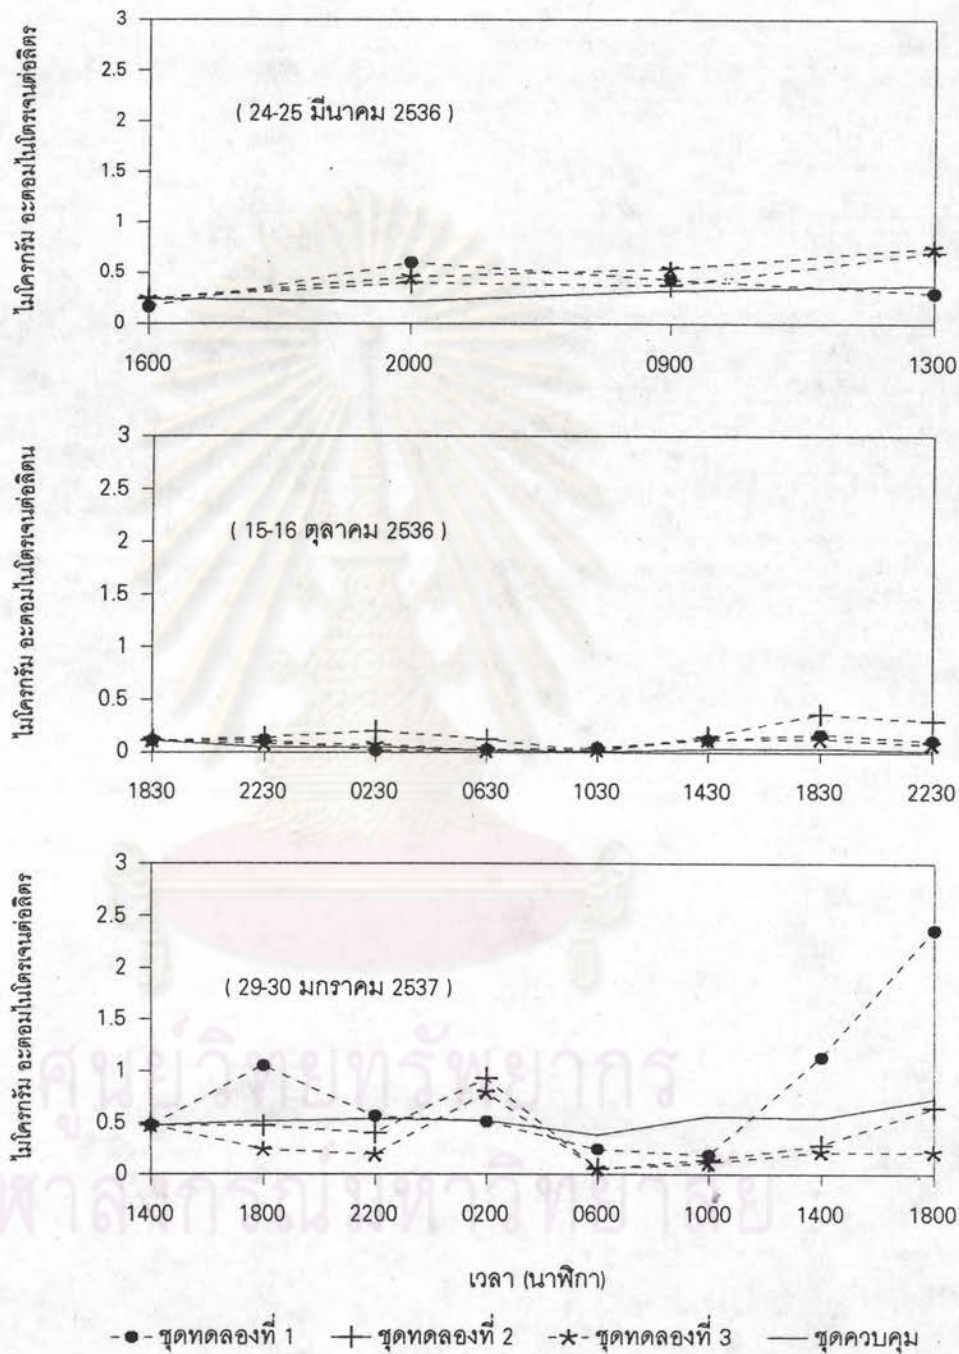 ไมโครกรัม อะตอมไนโตรเจนต่อลิตร
3
2.5
2
1.5
1
0.5
0
( 24-25 มีนาคม 2536 )
1600 2000 0900 1300
ไมโครกรัม อะตอมไนโตรเจนต่อลิตน
3
2.5
2
1.5
1
0.5
0
( 15-16 ตุลาคม 2536 )
1830 2230 0230 0630 1030 1430 1830 2230
ไมโครกรัม อะตอมไนโตรเจนต่อลิตร
3
2.5
2
1.5
1
0.5
0
( 29-30 มกราคม 2537 )
1400 1800 2200 0200 0600 1000 1400 1800
ศูนย์วิทยทรัพยากร
ฬาลงกรณ์มหาวิทยาลัย
เวลา (นาฬิกา)
ชุดทดลองที่ 1 ชุดทดลองที่ 2 ชุดทดลองที่ 3 ชุดควบคุม